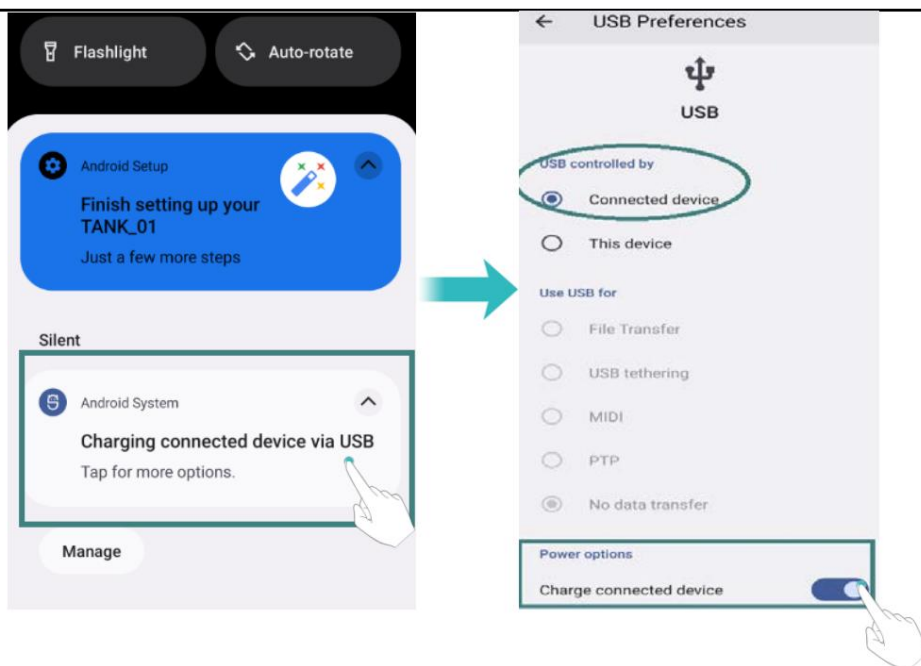 Flashlight
Auto-rotate
Android Setup
Finish setting up your
TANK_01
Just a few more steps
Silent
Android System
Charging connected device via USB
Tap for more options.
Manage
USB Preferences
USB
USB controlled by
Connected device
This device
Use USB for
File Transfer
USB tethering
MIDI
PTP
No data transfer
Power options
Charge connected device